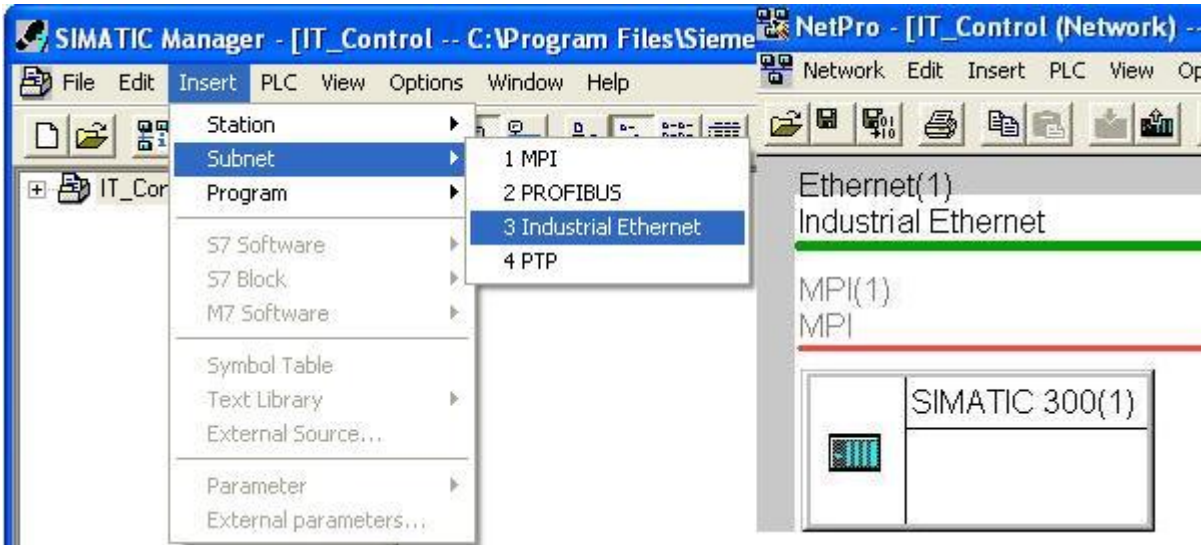 SIMATIC Manager - [IT_Control -- C:\Program Files\Sieme
File Edit Insert PLC View Options Window Help
Station
Subnet
Program
S7 Software
S7 Block
M7 Software
Symbol Table
Text Library
External Source...
Parameter
External parameters...
1 MPI
2 PROFIBUS
3 Industrial Ethernet
4 PTP
IT_Cor
NetPro - [IT_Control (Network) --
Network Edit Insert PLC View Op
Ethernet(1)
Industrial Ethernet
MPI(1)
MPI
SIMATIC 300(1)